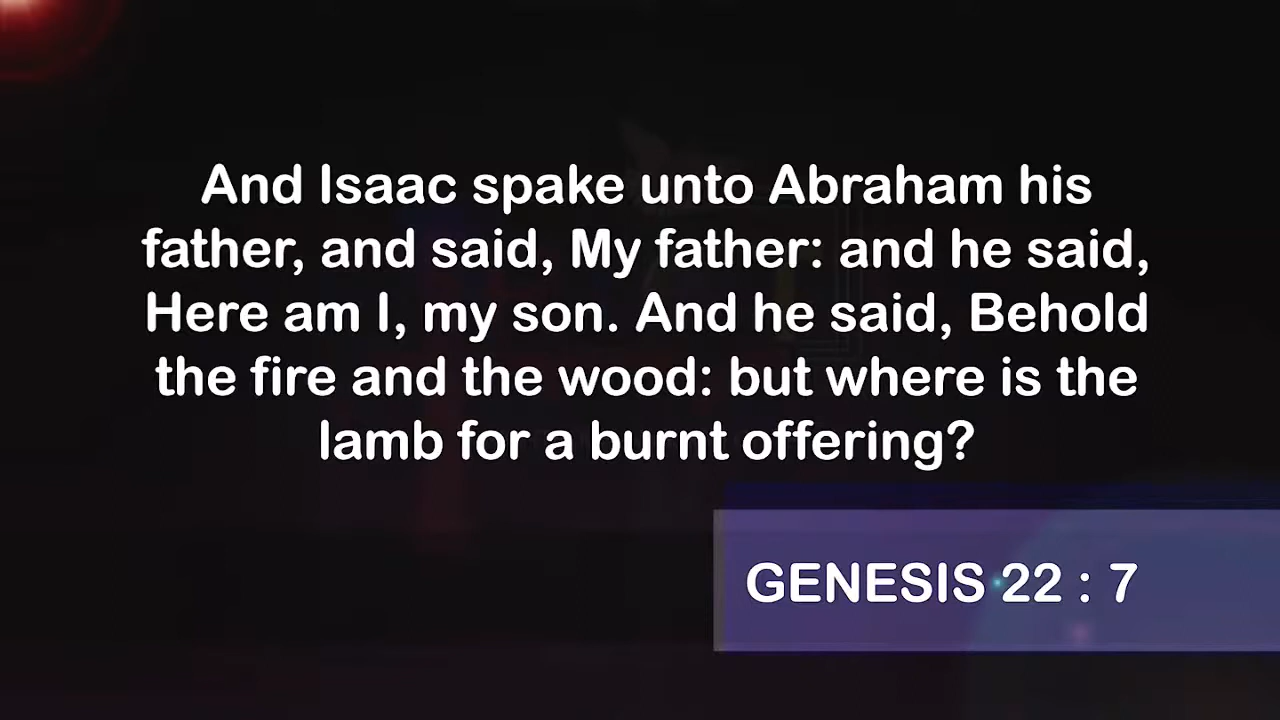 And Isaac spake unto Abraham his
father, and said, My father: and he said,
Here am I, my son. And he said, Behold
the fire and the wood: but where is the
lamb for a burnt offering?
GENESIS 22 : 7